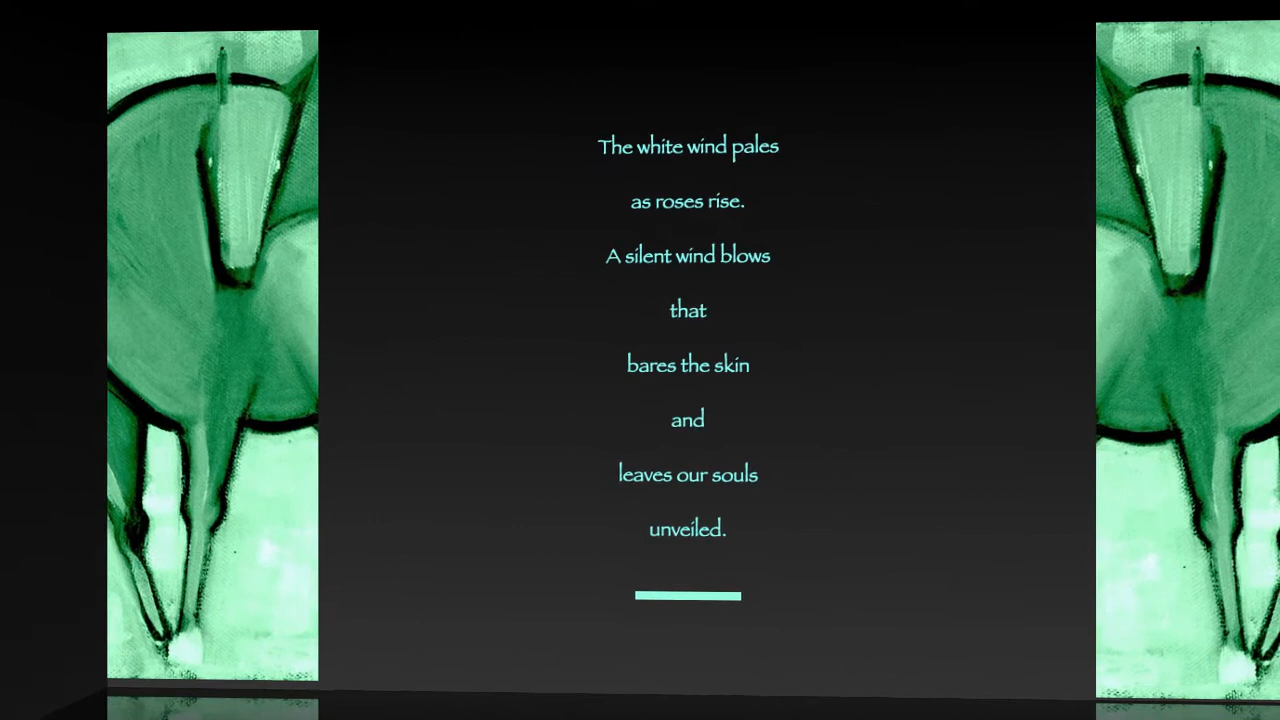 The white wind pales
as roses rise.
A silent wind blows
that
bares the skin
and
leaves our souls
unveiled.